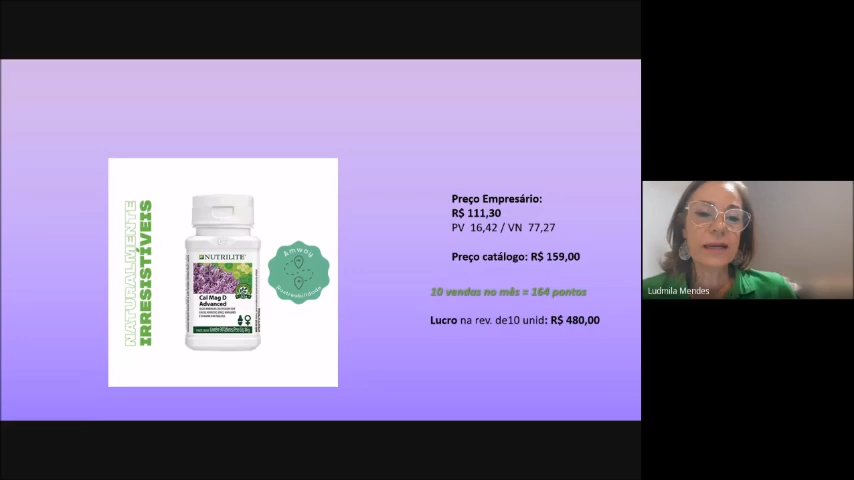 NATURALMENTE
IRRESISTÍVEIS
NUTRILITE
Cal Mag D
Advanced
Amway
Rastreabilidade
Preço Empresário:
R$ 111,30
PV 16,42 / VN 77,27
Preço catálogo: R$ 159,00
10 vendas no mês = 164 pontos
Lucro na rev. de10 unid: R$ 480,00
Ludmila Mendes